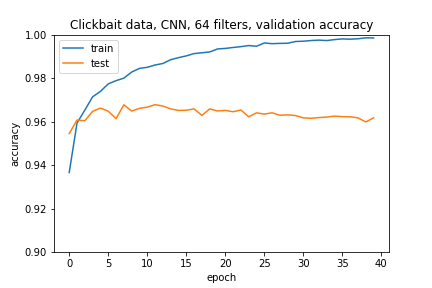 Clickbait data, CNN, 64 filters, validation accuracy
train
test
1.00
0.98
0.96
0.94
0.92
0.90
accuracy
0 5 10 15 20 25 30 35 40
epoch